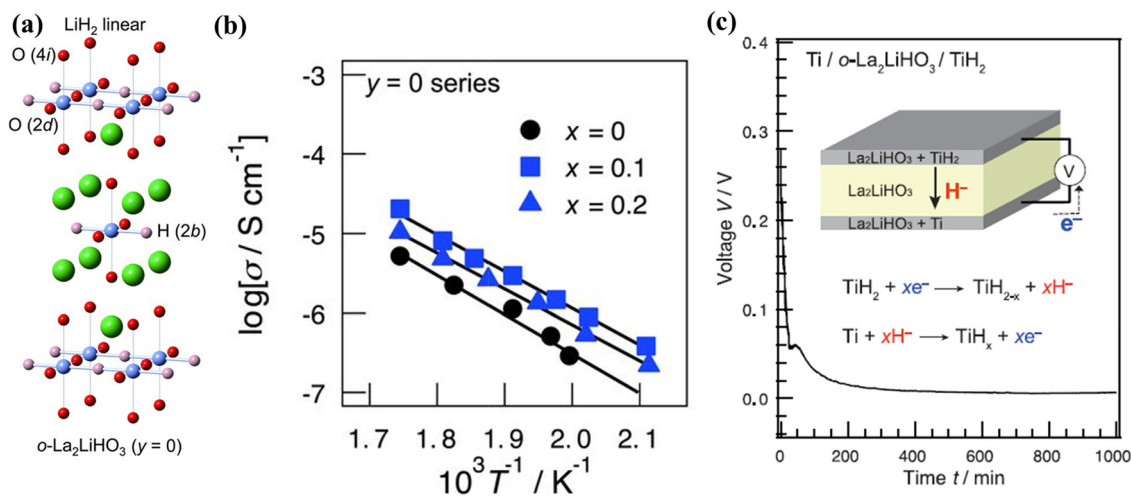 (a)
LiH₂ linear
O (4i)
O (2d)
H (2b)
o-La₂LiHO₃ (y = 0)
(b)
y = 0 series
x = 0
x = 0.1
x = 0.2
log[σ / S cm⁻¹]
-3
-4
-5
-6
-7
1.7 1.8 1.9 2.0 2.1
10³T⁻¹ / K⁻¹
(c)
Ti / o-La₂LiHO₃ / TiH₂
La₂LiHO₃ + TiH₂
La₂LiHO₃
H⁻
La₂LiHO₃ + Ti
V
e⁻
TiH₂ + xe⁻ → TiH₂₋ₓ + xH⁻
Ti + xH⁻ → TiHₓ + xe⁻
Voltage V / V
0.4
0.3
0.2
0.1
0.0
0 200 400 600 800 1000
Time t / min